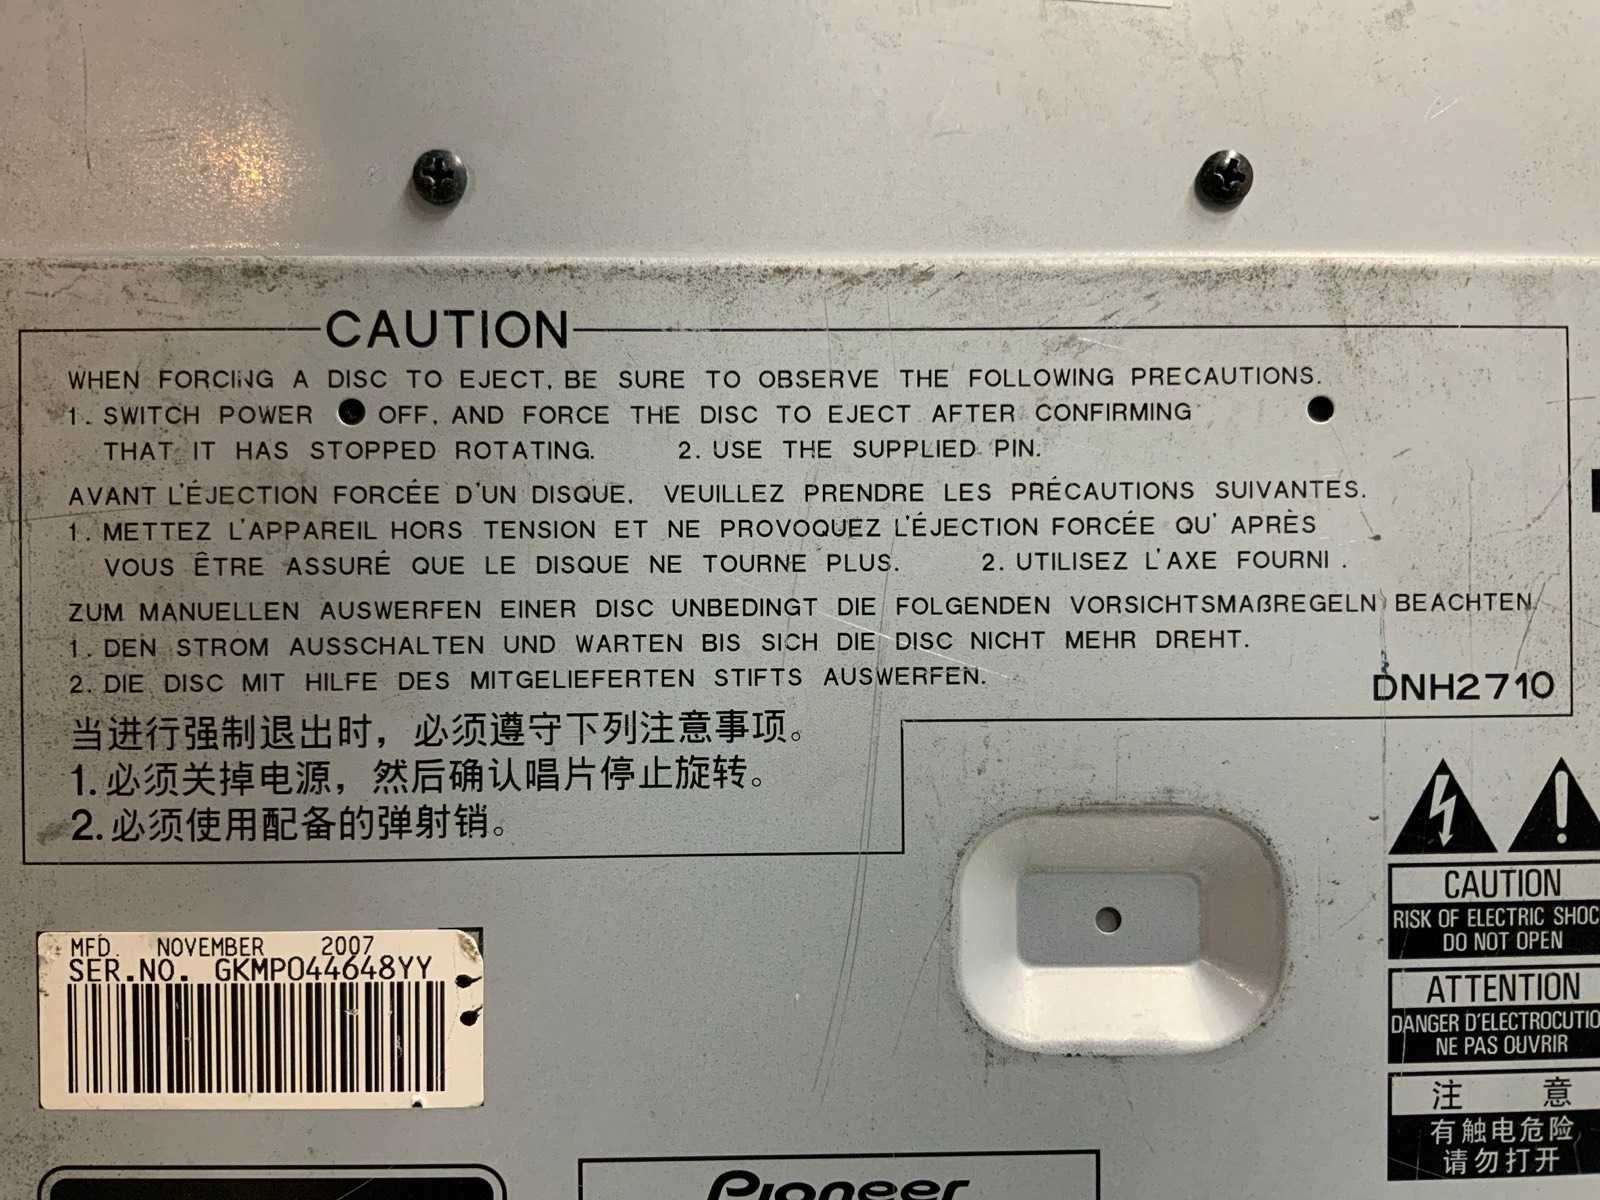 CAUTION
WHEN FORCING A DISC TO EJECT, BE SURE TO OBSERVE THE FOLLOWING PRECAUTIONS.
1. SWITCH POWER OFF, AND FORCE THE DISC TO EJECT AFTER CONFIRMING
THAT IT HAS STOPPED ROTATING. 2. USE THE SUPPLIED PIN.
AVANT L'ÉJECTION FORCÉE D'UN DISQUE, VEUILLEZ PRENDRE LES PRÉCAUTIONS SUIVANTES.
1. METTEZ L'APPAREIL HORS TENSION ET NE PROVOQUEZ L'ÉJECTION FORCÉE QU' APRÈS
VOUS ÊTRE ASSURÉ QUE LE DISQUE NE TOURNE PLUS. 2. UTILISEZ L'AXE FOURNI .
ZUM MANUELLEN AUSWERFEN EINER DISC UNBEDINGT DIE FOLGENDEN VORSICHTSMAßREGELN BEACHTEN.
1. DEN STROM AUSSCHALTEN UND WARTEN BIS SICH DIE DISC NICHT MEHR DREHT.
2. DIE DISC MIT HILFE DES MITGELIEFERTEN STIFTS AUSWERFEN.
DNH2710
当进行强制退出时，必须遵守下列注意事项。
1.必须关掉电源，然后确认唱片停止旋转。
2.必须使用配备的弹射销。
MFD. NOVEMBER 2007
SER.NO. GKMP044648YY
CAUTION
RISK OF ELECTRIC SHOC
DO NOT OPEN
ATTENTION
DANGER D'ELECTROCUTIO
NE PAS OUVRIR
注 意
有触电危险
请勿打开
Pioneer